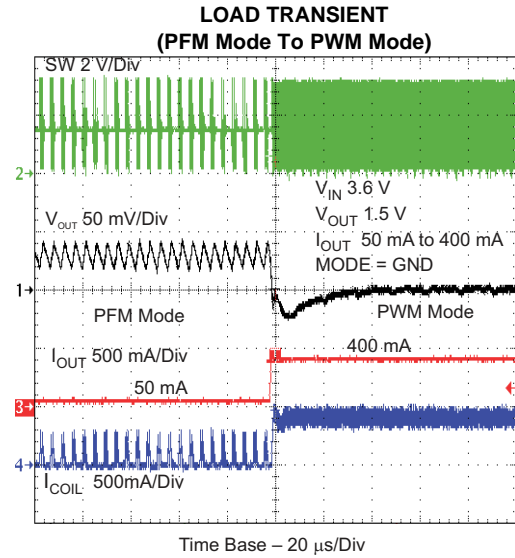 LOAD TRANSIENT
(PFM Mode To PWM Mode)
SW 2 V/Div
2
V_IN 3.6 V
V_OUT 50 mV/Div
V_OUT 1.5 V
I_OUT 50 mA to 400 mA
MODE = GND
1
PFM Mode
PWM Mode
I_OUT 500 mA/Div
T
400 mA
50 mA
3
4
I_COIL 500mA/Div
Time Base – 20 μs/Div